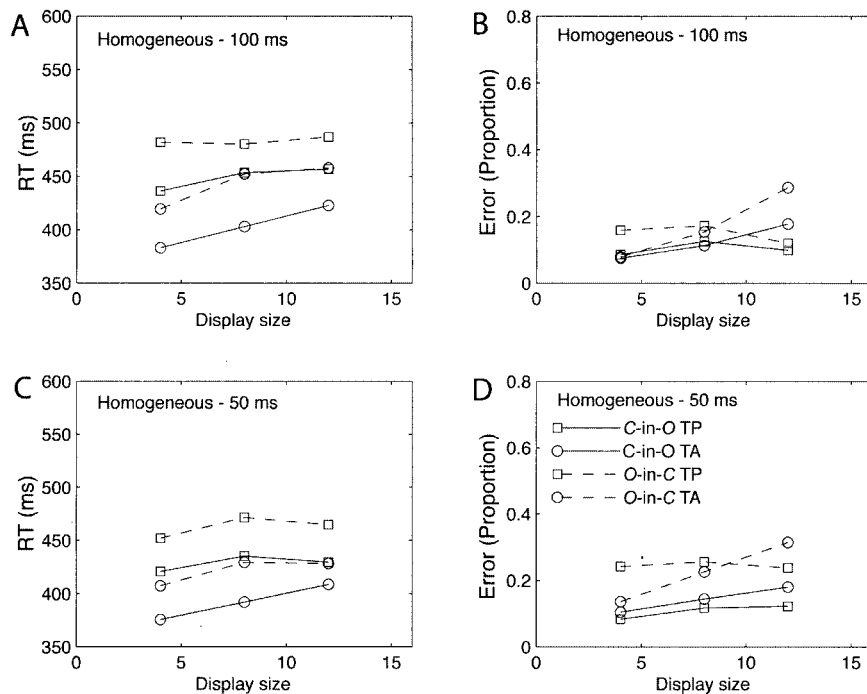 A
Homogeneous - 100 ms
600
550
500
450
400
350
RT (ms)
0
5
10
15
Display size
B
Homogeneous - 100 ms
0.8
0.6
0.4
0.2
0
Error (Proportion)
0
5
10
15
Display size
C
Homogeneous - 50 ms
600
550
500
450
400
350
RT (ms)
0
5
10
15
Display size
D
Homogeneous - 50 ms
C-in-O TP
C-in-O TA
O-in-C TP
O-in-C TA
0.8
0.6
0.4
0.2
0
Error (Proportion)
0
5
10
15
Display size